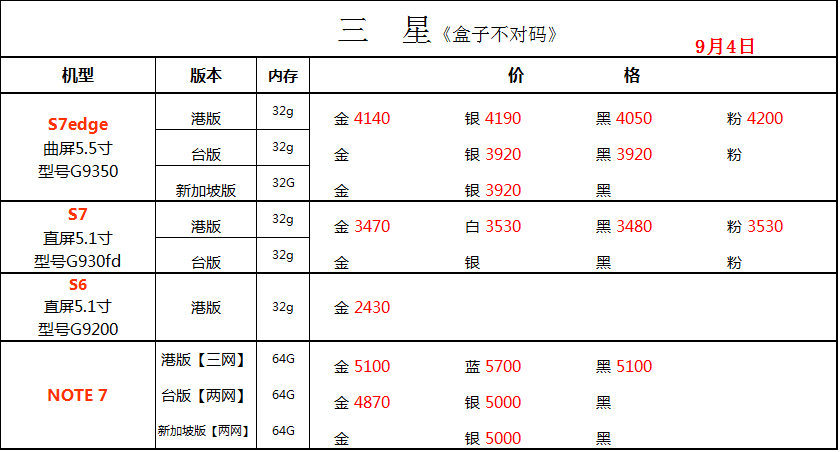 三 星《盒子不对码》
9月4日
机型 版本 内存 价 格
S7edge
曲屏5.5寸
型号G9350
港版 32g 金 4140 银 4190 黑 4050 粉 4200
台版 32g 金 银 3920 黑 3920 粉
新加坡版 32G 金 银 3920 黑
S7
直屏5.1寸
型号G930fd
港版 32g 金 3470 白 3530 黑 3480 粉 3530
台版 32g 金 银 黑 粉
S6
直屏5.1寸
型号G9200
港版 32g 金 2430
NOTE 7
港版【三网】 64G 金 5100 蓝 5700 黑 5100
台版【两网】 64G 金 4870 银 5000 黑
新加坡版【两网】 64G 金 银 5000 黑